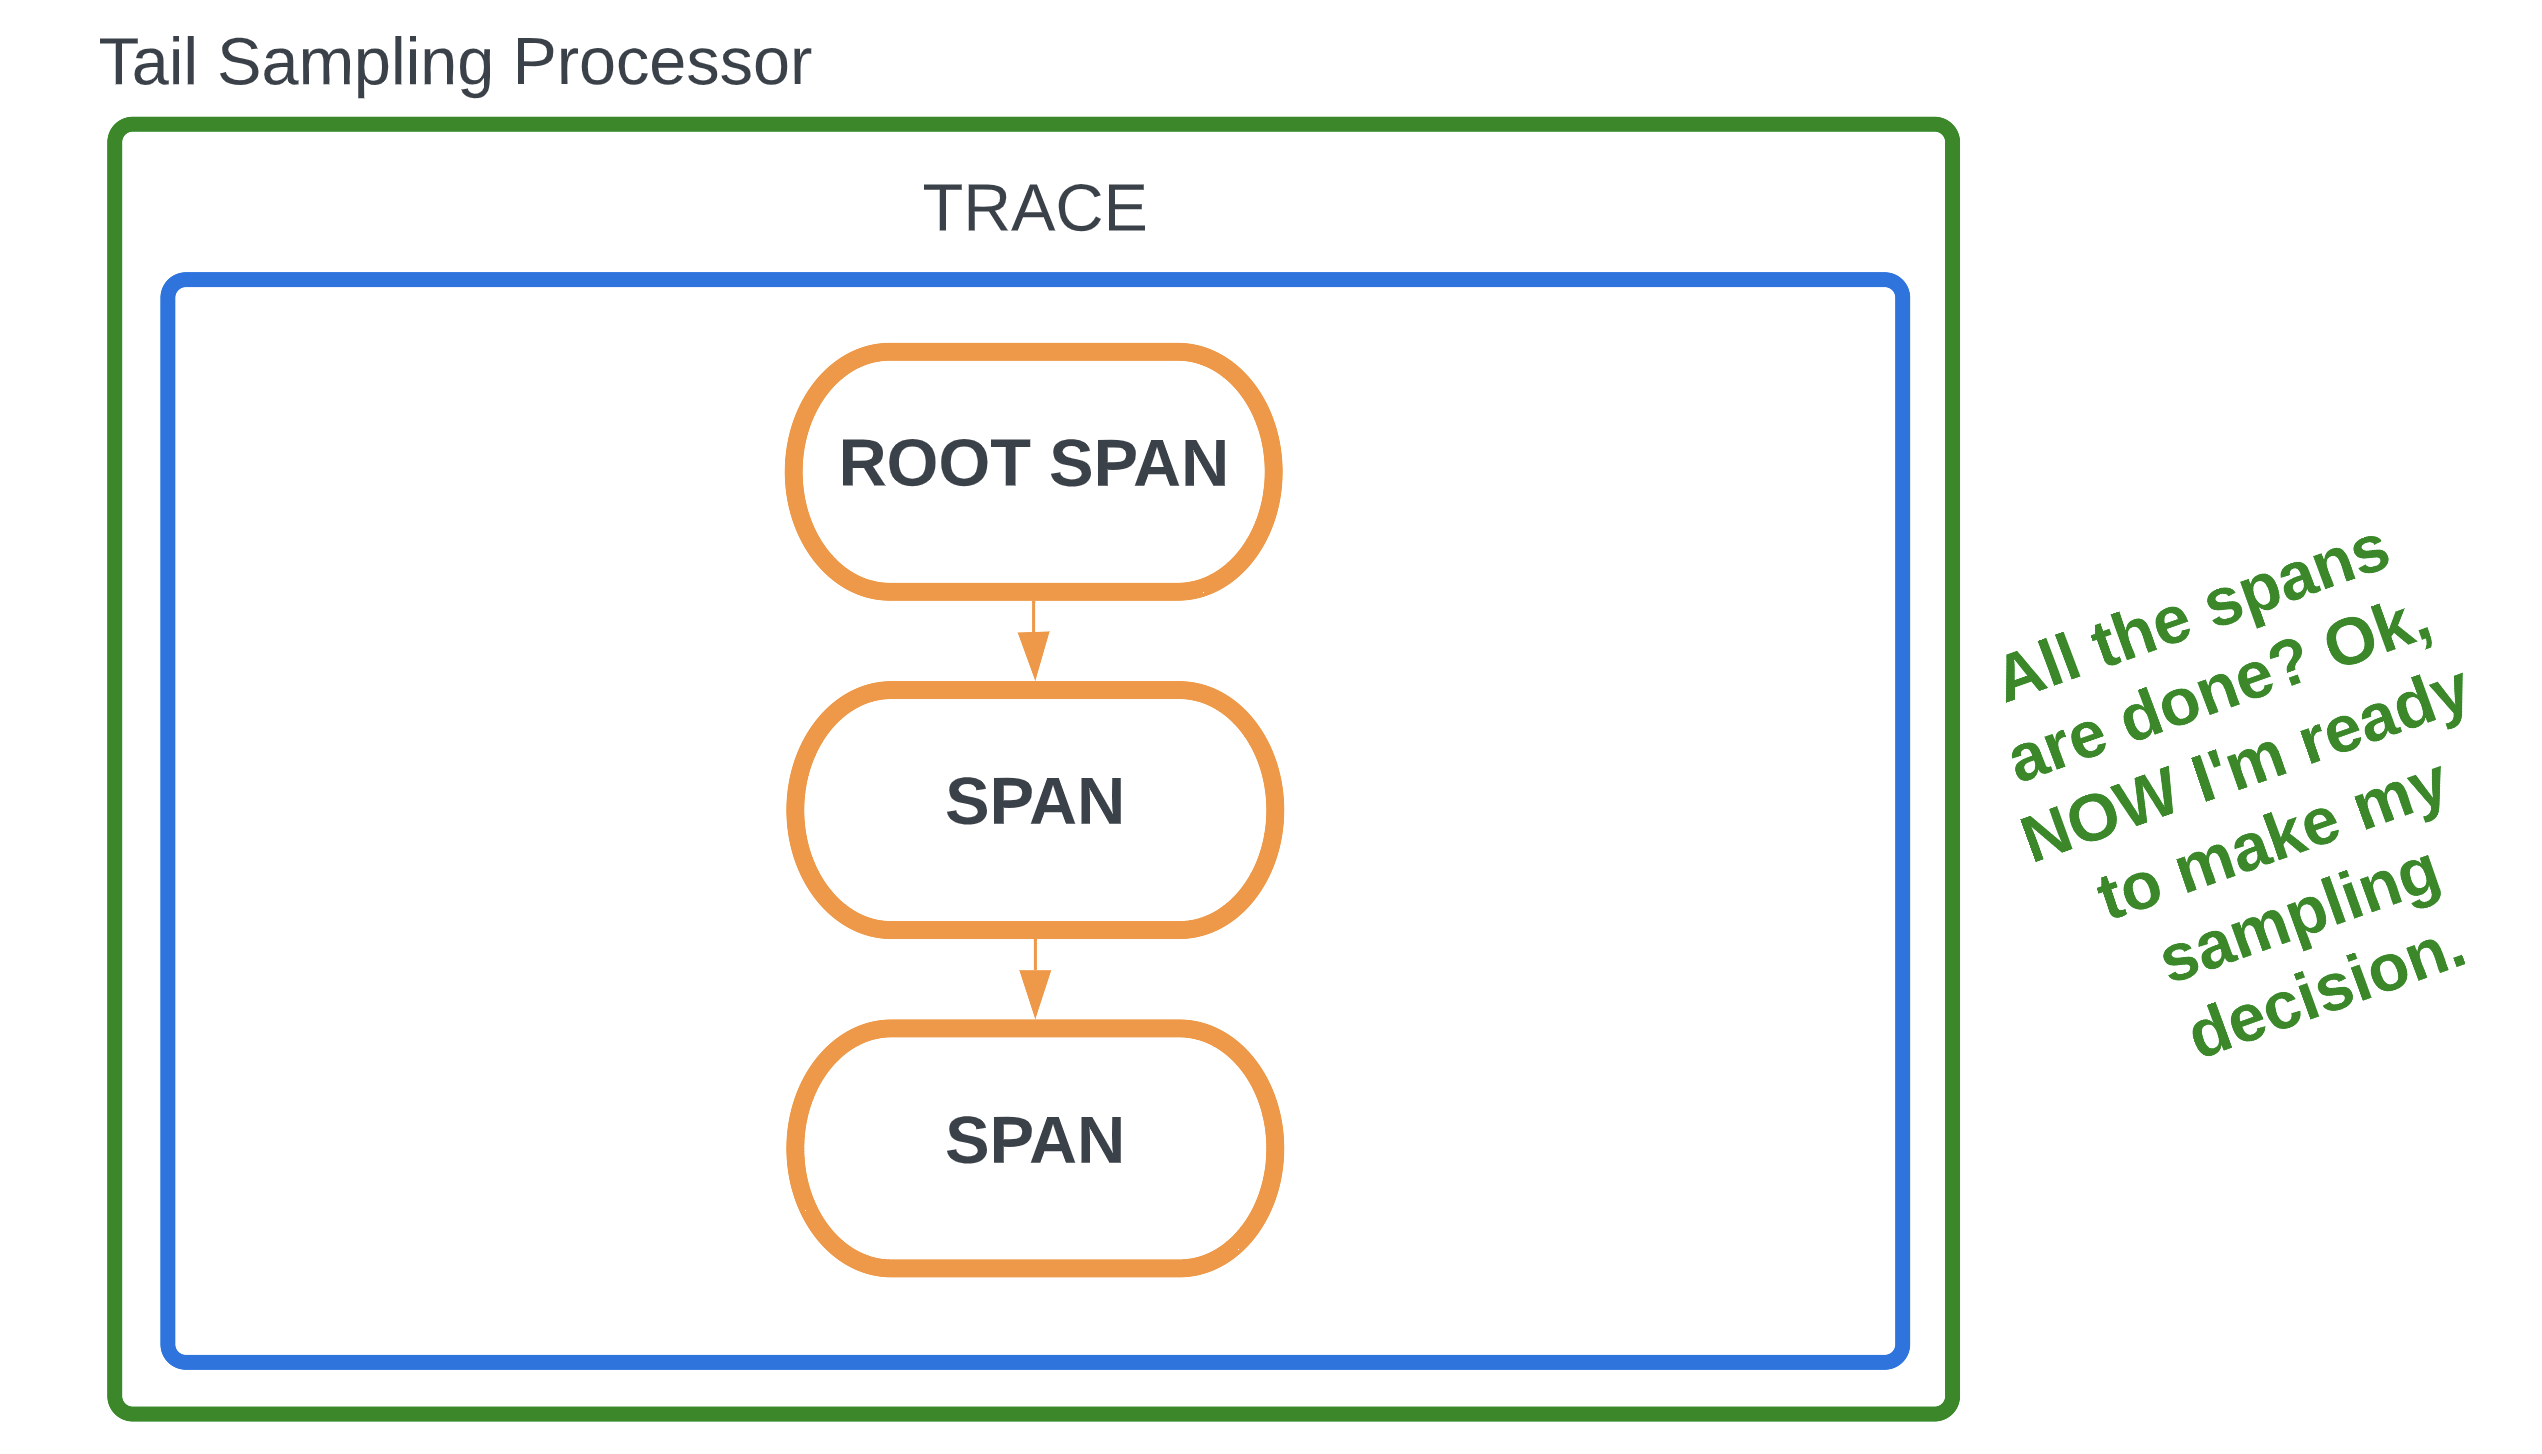 Tail Sampling Processor
TRACE
ROOT SPAN
SPAN
SPAN
All the spans
are done? Ok,
NOW I'm ready
to make my
sampling
decision.